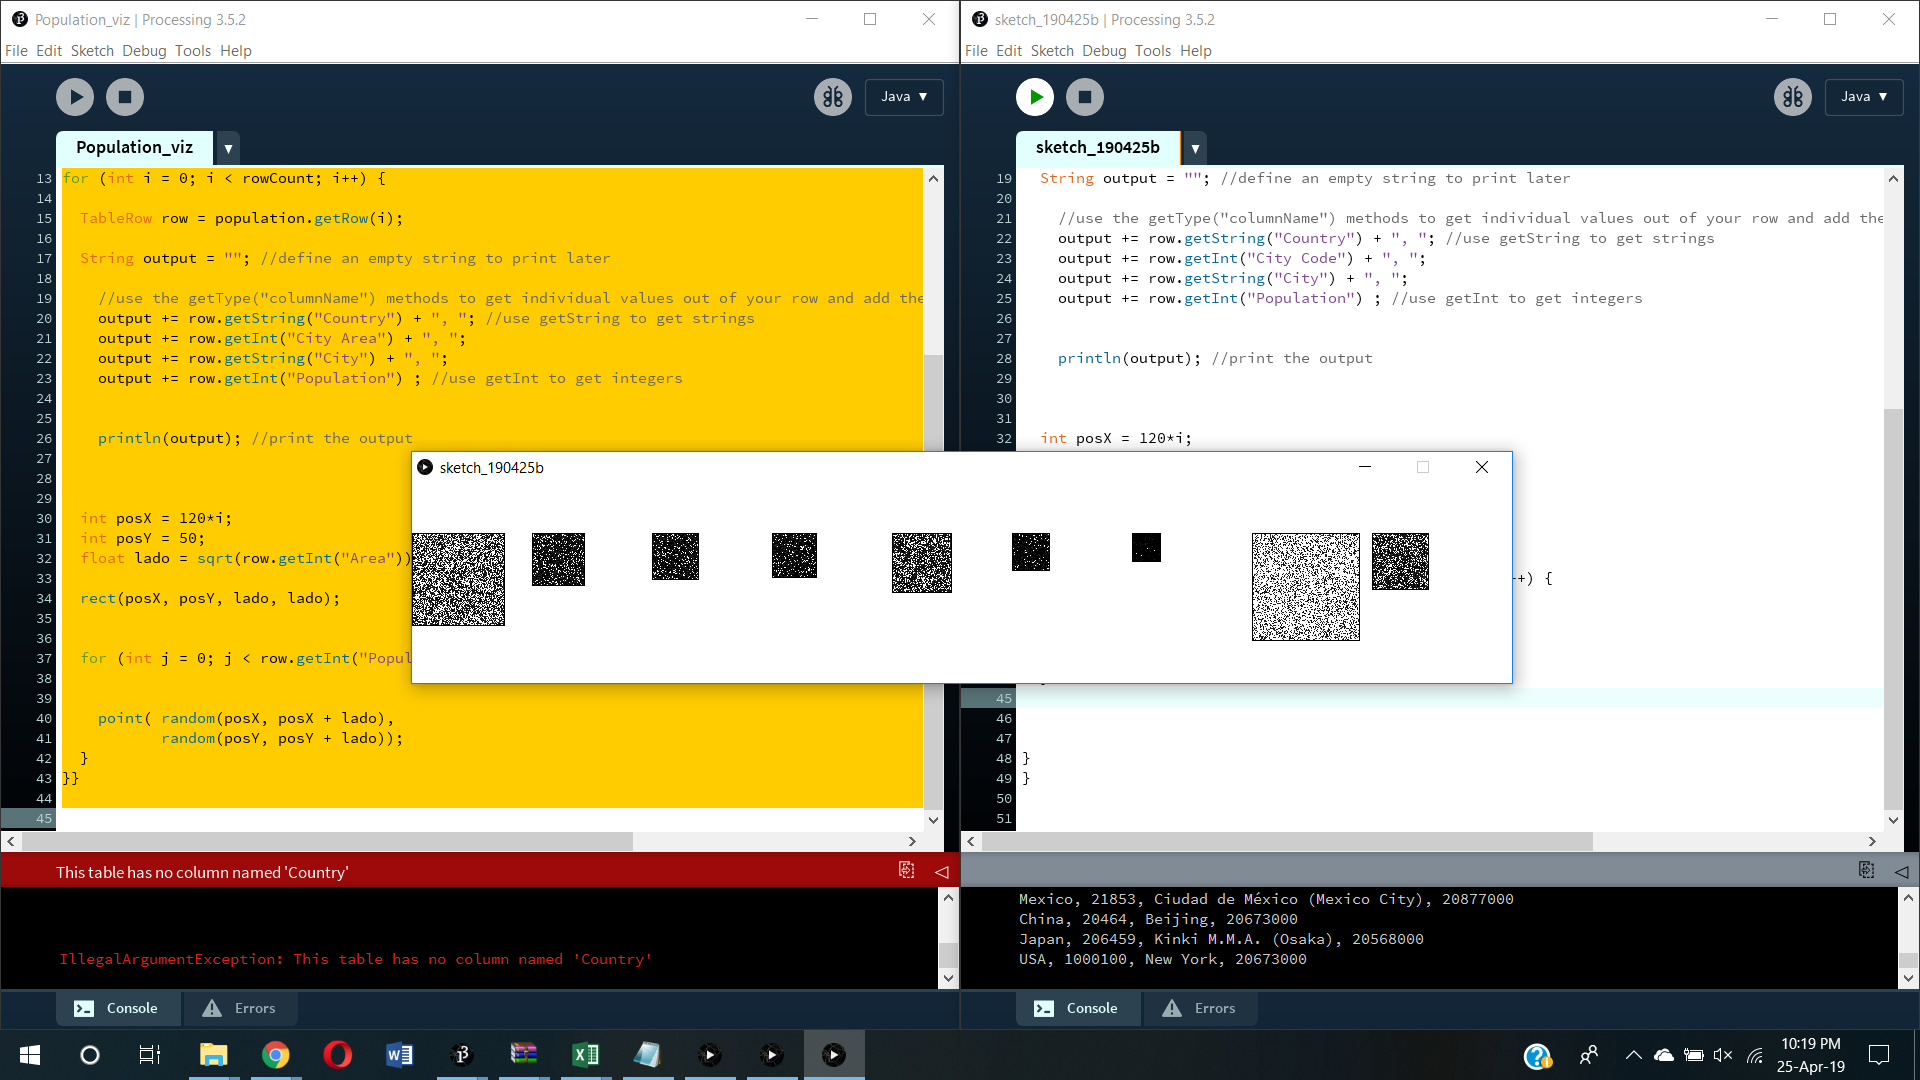 Population_viz | Processing 3.5.2
File Edit Sketch Debug Tools Help
Java ▼
Population_viz ▼
13 for (int i = 0; i < rowCount; i++) {
14
15 TableRow row = population.getRow(i);
16
17 String output = ""; //define an empty string to print later
18
19 //use the getType("columnName") methods to get individual values out of your row and add the
20 output += row.getString("Country") + ", "; //use getString to get strings
21 output += row.getInt("City Area") + ", ";
22 output += row.getString("City") + ", ";
23 output += row.getInt("Population") ; //use getInt to get integers
24
25
26 println(output); //print the output
27
28
29
30 int posX = 120*i;
31 int posY = 50;
32 float lado = sqrt(row.getInt("Area"))
33
34 rect(posX, posY, lado, lado);
35
36
37 for (int j = 0; j < row.getInt("Popul
38
39
40 point( random(posX, posX + lado),
41 random(posY, posY + lado));
42 }
43 }}
44
45
This table has no column named 'Country'
IllegalArgumentException: This table has no column named 'Country'
Console Errors
sketch_190425b | Processing 3.5.2
File Edit Sketch Debug Tools Help
Java ▼
sketch_190425b ▼
19 String output = ""; //define an empty string to print later
20
21 //use the getType("columnName") methods to get individual values out of your row and add the
22 output += row.getString("Country") + ", "; //use getString to get strings
23 output += row.getInt("City Code") + ", ";
24 output += row.getString("City") + ", ";
25 output += row.getInt("Population") ; //use getInt to get integers
26
27
28 println(output); //print the output
29
30
31
32 int posX = 120*i;
sketch_190425b
+) {
45
46
47
48 }
49 }
50
51
Mexico, 21853, Ciudad de México (Mexico City), 20877000
China, 20464, Beijing, 20673000
Japan, 206459, Kinki M.M.A. (Osaka), 20568000
USA, 1000100, New York, 20673000
Console Errors
10:19 PM
25-Apr-19